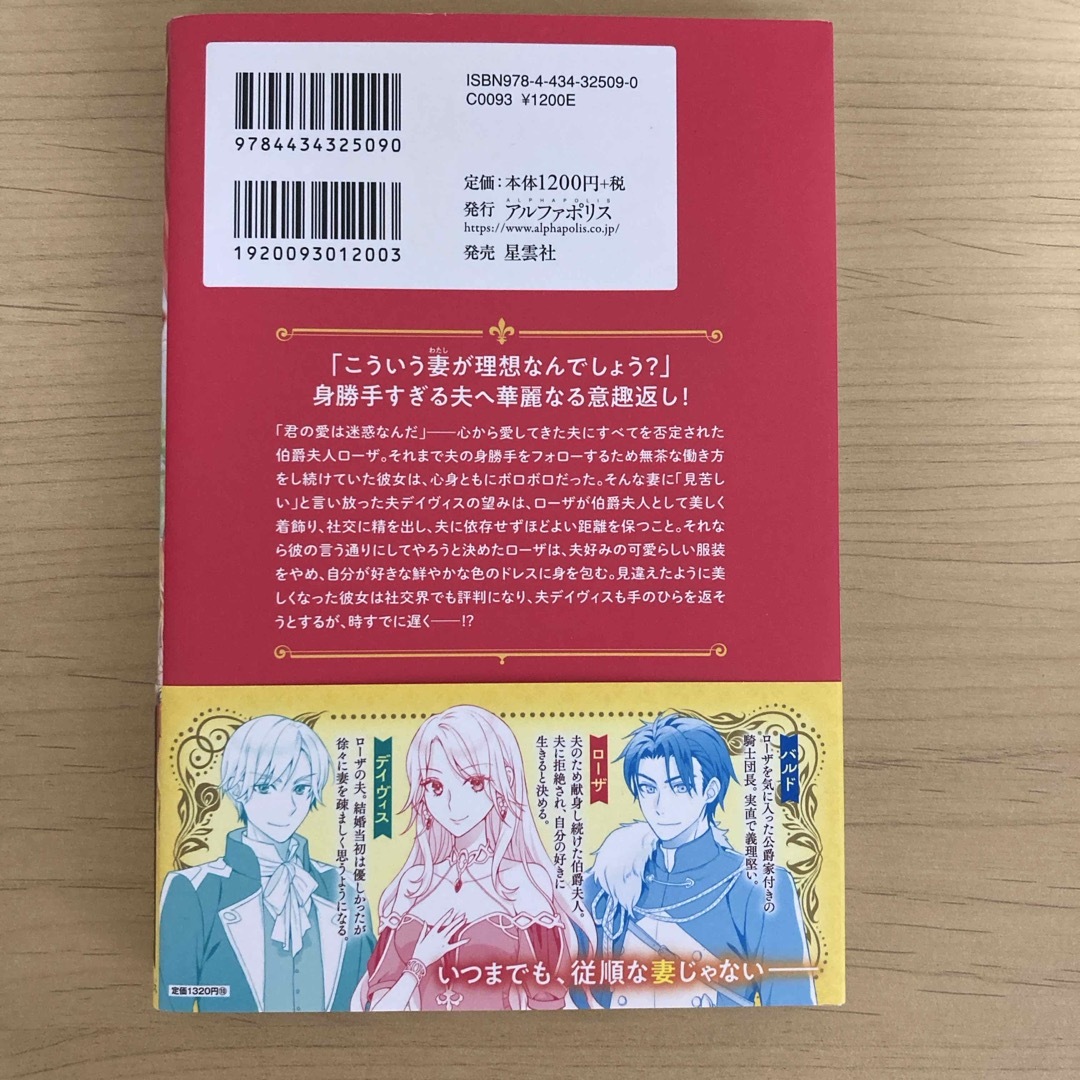 ISBN978-4-434-32509-0
C0093 ¥1200E
9784434325090
1920093012003
定価：本体1200円+税
発行 アルファポリス
ALPHAPOLIS
https://www.alphapolis.co.jp/
発売 星雲社
わたし
「こういう妻が理想なんでしょう?」
身勝手すぎる夫へ華麗なる意趣返し!
「君の愛は迷惑なんだ」――心から愛してきた夫にすべてを否定された
伯爵夫人ローザ。それまで夫の身勝手をフォローするため無茶な働き方
をし続けていた彼女は、心身ともにボロボロだった。そんな妻に「見苦し
い」と言い放った夫デイヴィスの望みは、ローザが伯爵夫人として美しく
着飾り、社交に精を出し、夫に依存せずほどよい距離を保つこと。それな
ら彼の言う通りにしてやろうと決めたローザは、夫好みの可愛らしい服装
をやめ、自分が好きな鮮やかな色のドレスに身を包む。見違えたように美
しくなった彼女は社交界でも評判になり、夫デイヴィスも手のひらを返そ
うとするが、時すでに遅く――!?
バルド
ローザを気に入った公爵家付きの
騎士団長。実直で義理堅い。
ローザ
夫のため献身し続けた伯爵夫人。
夫に拒絶され、自分の好きに
生きると決める。
デイヴィス
ローザの夫。結婚当初は優しかったが
徐々に妻を疎ましく思うようになる。
いつまでも、従順な妻じゃない――
定価1320円⑩